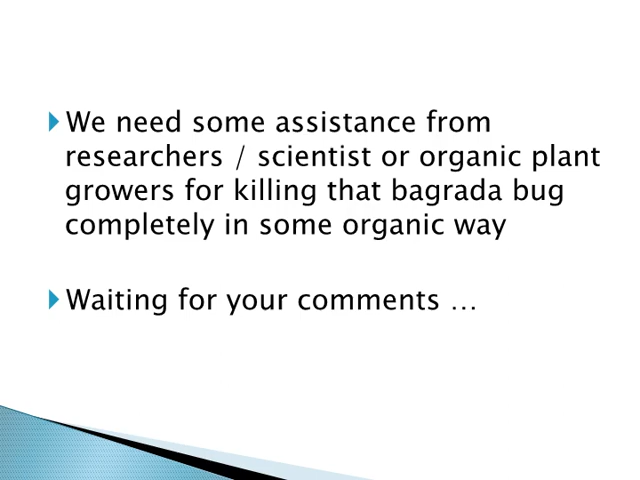 We need some assistance from
researchers / scientist or organic plant
growers for killing that bagrada bug
completely in some organic way
Waiting for your comments …